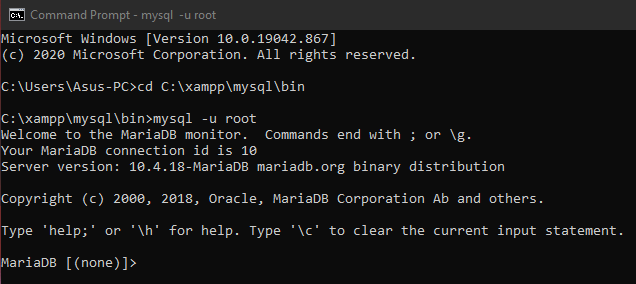 Command Prompt - mysql -u root
Microsoft Windows [Version 10.0.19042.867]
(c) 2020 Microsoft Corporation. All rights reserved.
C:\Users\Asus-PC>cd C:\xampp\mysql\bin
C:\xampp\mysql\bin>mysql -u root
Welcome to the MariaDB monitor.  Commands end with ; or \g.
Your MariaDB connection id is 10
Server version: 10.4.18-MariaDB mariadb.org binary distribution
Copyright (c) 2000, 2018, Oracle, MariaDB Corporation Ab and others.
Type 'help;' or '\h' for help. Type '\c' to clear the current input statement.
MariaDB [(none)]>